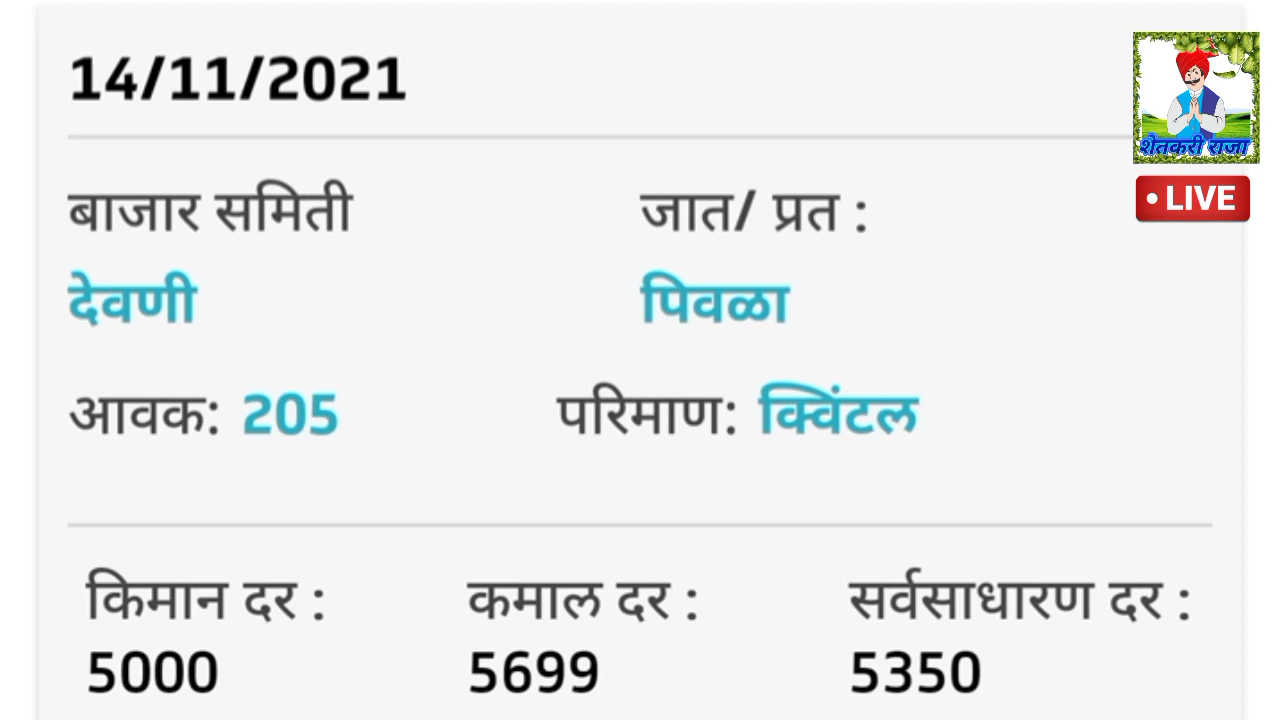 14/11/2021
शेतकरी राजा
• LIVE
बाजार समिती जात/ प्रत :
देवणी पिवळा
आवक: 205 परिमाण: क्विंटल
किमान दर : कमाल दर : सर्वसाधारण दर :
5000 5699 5350